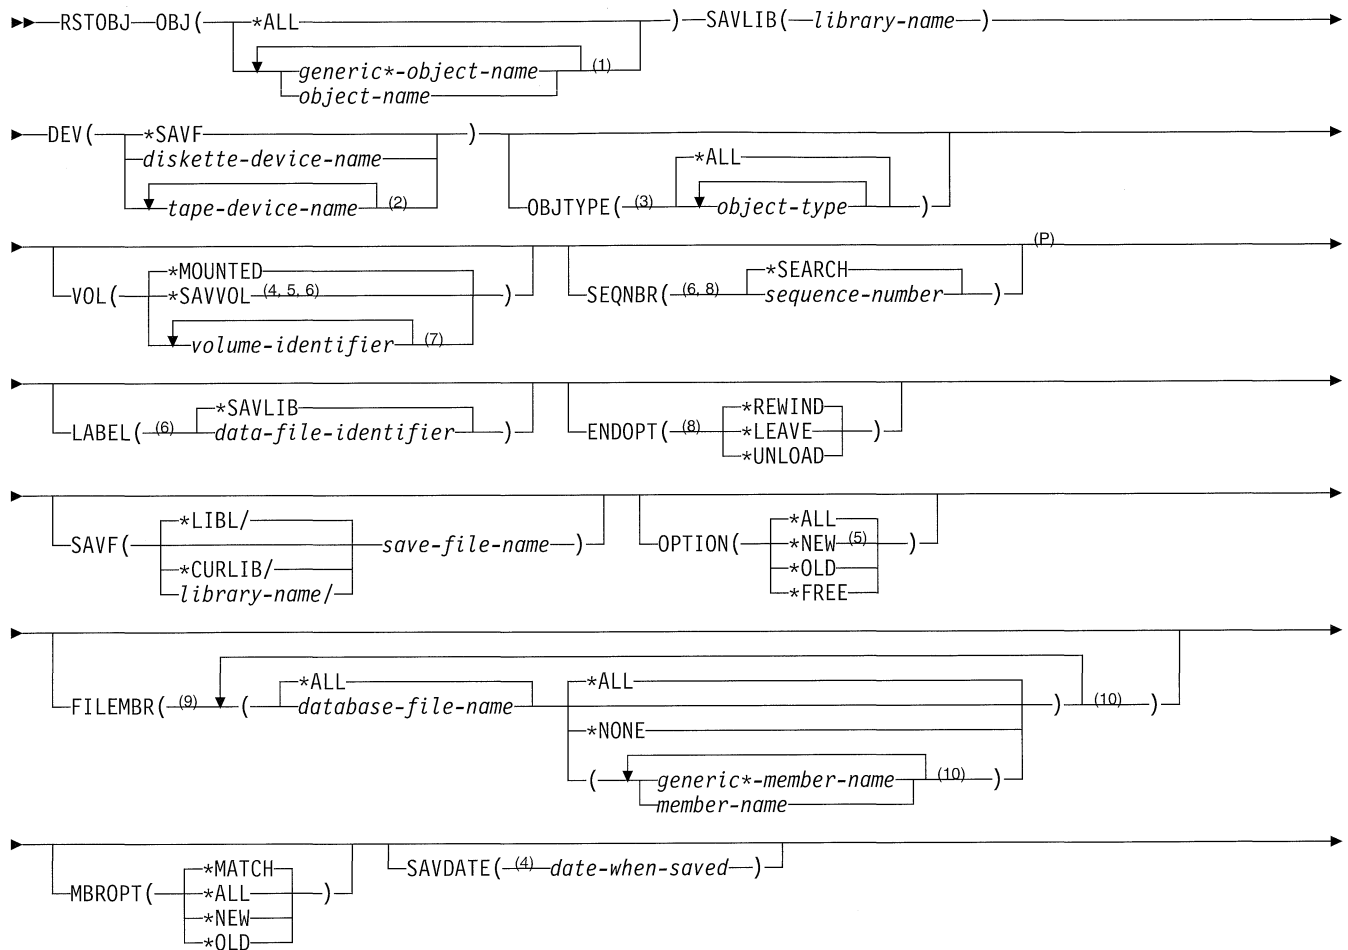 RSTOBJ OBJ( *ALL ) SAVLIB( library-name )
generic*-object-name (1)
object-name
DEV( *SAVF )
diskette-device-name
tape-device-name (2)
OBJTYPE( (3) *ALL )
object-type
VOL( *MOUNTED )
*SAVVOL (4, 5, 6)
volume-identifier (7)
SEQNBR( (6, 8) *SEARCH )
sequence-number
(P)
LABEL( (6) *SAVLIB )
data-file-identifier
ENDOPT( (8) *REWIND )
*LEAVE
*UNLOAD
SAVF( *LIBL/ save-file-name )
*CURLIB/
library-name/
OPTION( *ALL )
*NEW (5)
*OLD
*FREE
FILEMBR( (9) ( *ALL *ALL ) (10) )
database-file-name
*NONE
( generic*-member-name (10) )
member-name
MBROPT( *MATCH )
*ALL
*NEW
*OLD
SAVDATE( (4) date-when-saved )